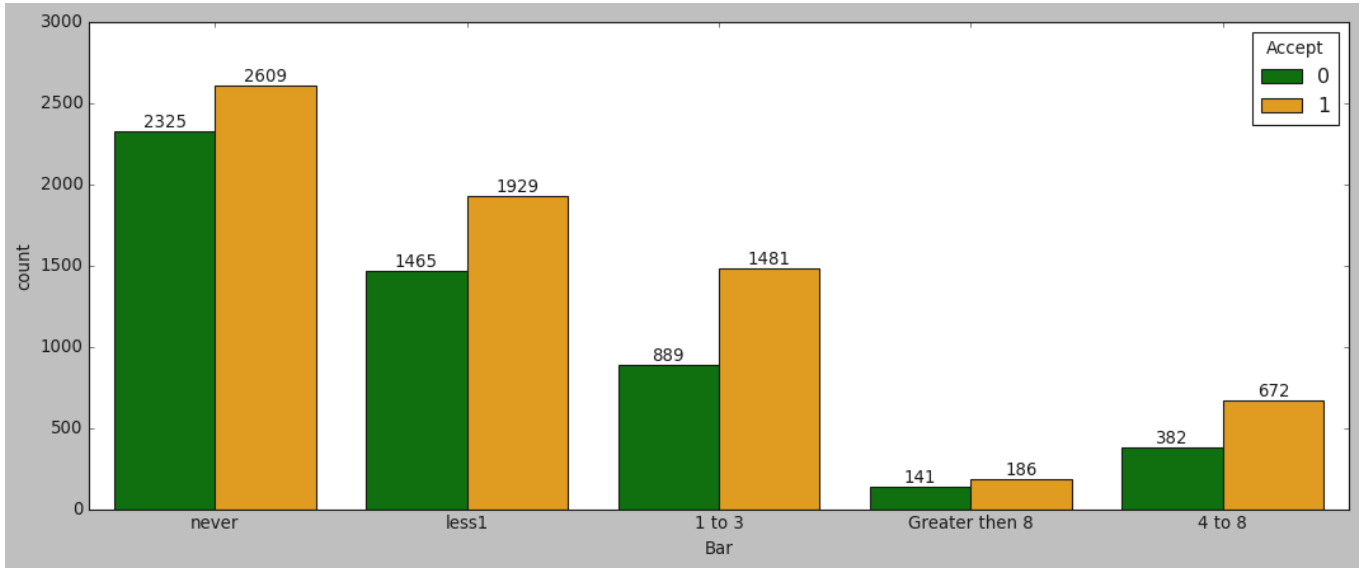 3000
2500
2000
1500
1000
500
0
count
2325
2609
1465
1929
889
1481
141
186
382
672
Accept
0
1
never
less1
1 to 3
Greater then 8
4 to 8
Bar